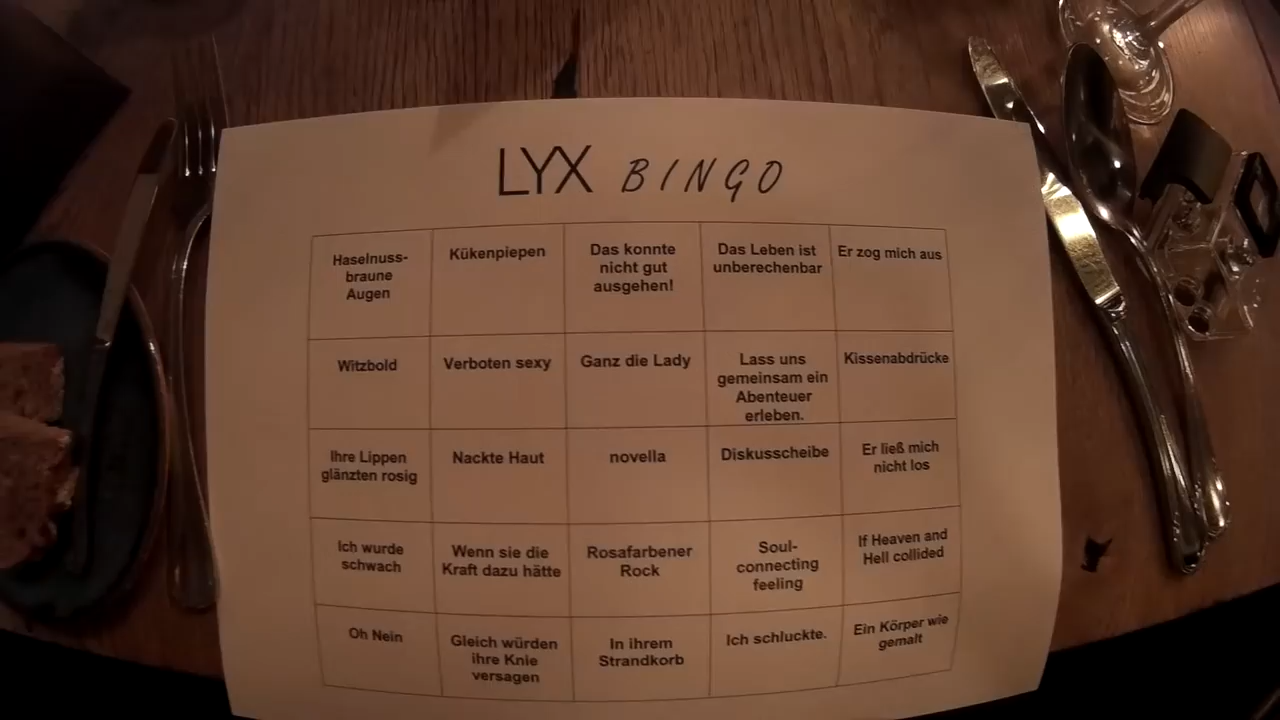 LYX BINGO
Haselnuss-
braune
Augen
Kükenpiepen
Das konnte
nicht gut
ausgehen!
Das Leben ist
unberechenbar
Er zog mich aus
Witzbold
Verboten sexy
Ganz die Lady
Lass uns
gemeinsam ein
Abenteuer
erleben.
Kissenabdrücke
Ihre Lippen
glänzten rosig
Nackte Haut
novella
Diskusscheibe
Er ließ mich
nicht los
Ich wurde
schwach
Wenn sie die
Kraft dazu hätte
Rosafarbener
Rock
Soul-
connecting
feeling
If Heaven and
Hell collided
Oh Nein
Gleich würden
ihre Knie
versagen
In ihrem
Strandkorb
Ich schluckte.
Ein Körper wie
gemalt